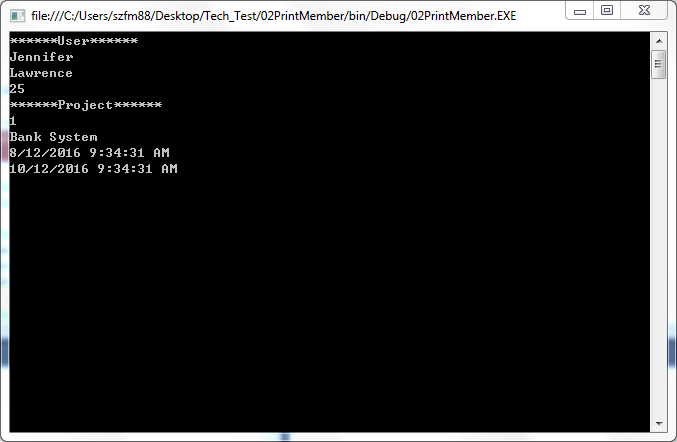 file:///C:/Users/szfm88/Desktop/Tech_Test/02PrintMember/bin/Debug/02PrintMember.EXE
******User******
Jennifer
Lawrence
25
******Project******
1
Bank System
8/12/2016 9:34:31 AM
10/12/2016 9:34:31 AM